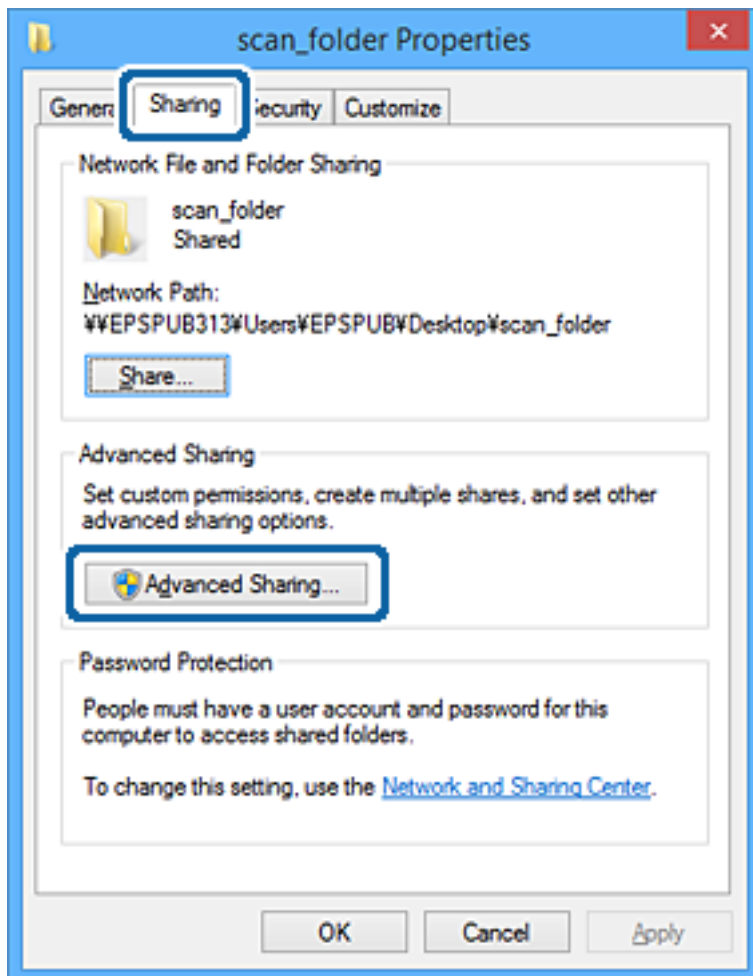 scan_folder Properties
General Sharing Security Customize
Network File and Folder Sharing
scan_folder
Shared
Network Path:
¥¥EPSPUB313¥Users¥EPSPUB¥Desktop¥scan_folder
Share...
Advanced Sharing
Set custom permissions, create multiple shares, and set other
advanced sharing options.
Advanced Sharing...
Password Protection
People must have a user account and password for this
computer to access shared folders.
To change this setting, use the Network and Sharing Center.
OK Cancel Apply